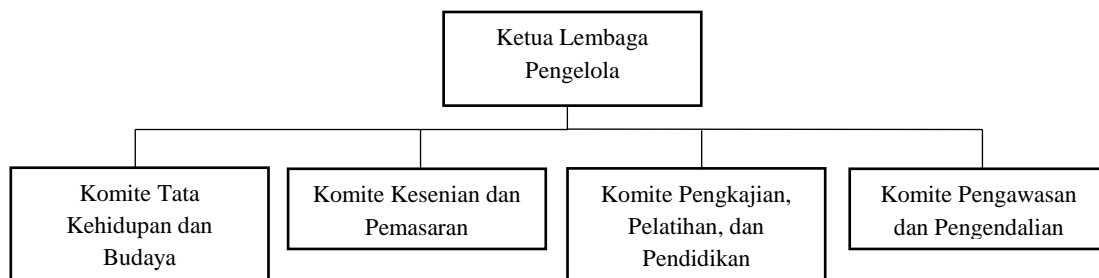 Ketua Lembaga
Pengelola
Komite Tata
Kehidupan dan
Budaya
Komite Kesenian dan
Pemasaran
Komite Pengkajian,
Pelatihan, dan
Pendidikan
Komite Pengawasan
dan Pengendalian